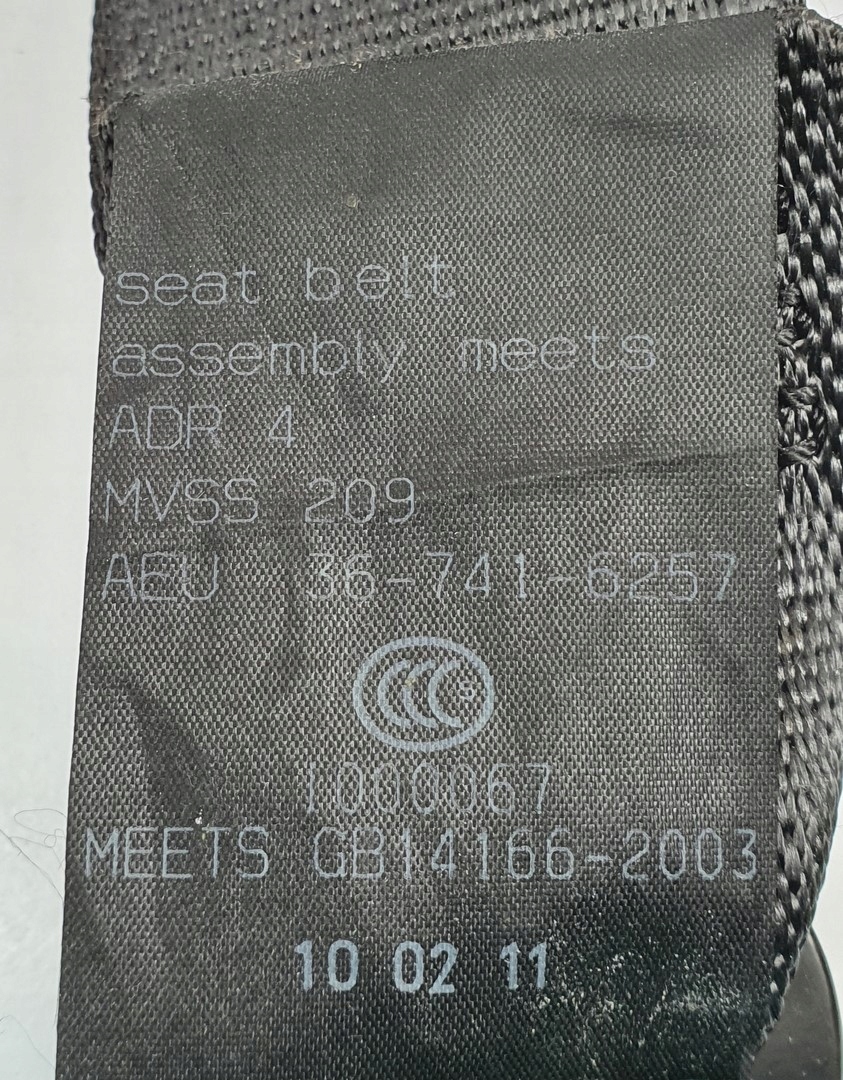 seat belt
assembly meets
ADR 4
MVSS 209
AEU 36-741-6257
CCC S
1000067
MEETS GB14166-2003
10 02 11